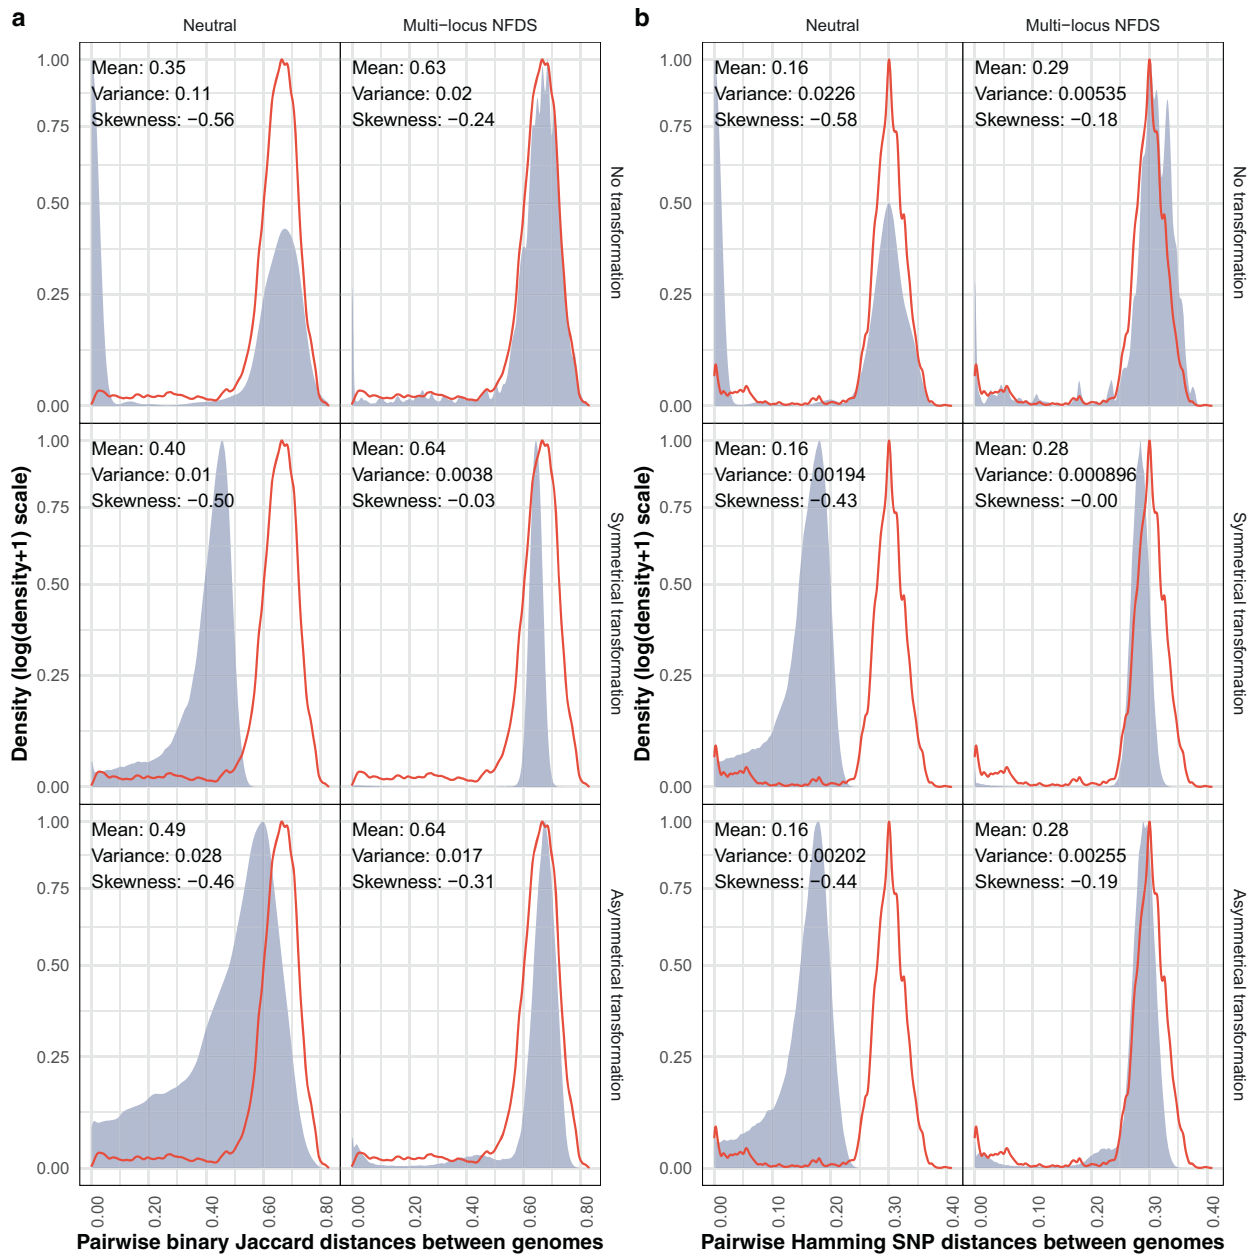 a
Neutral
Multi−locus NFDS
Density (log(density+1) scale)
1.00
0.75
0.50
0.25
0.00
Mean: 0.35
Variance: 0.11
Skewness: −0.56
Mean: 0.63
Variance: 0.02
Skewness: −0.24
No transformation
1.00
0.75
0.50
0.25
0.00
Mean: 0.40
Variance: 0.01
Skewness: −0.50
Mean: 0.64
Variance: 0.0038
Skewness: −0.03
Symmetrical transformation
1.00
0.75
0.50
0.25
0.00
Mean: 0.49
Variance: 0.028
Skewness: −0.46
Mean: 0.64
Variance: 0.017
Skewness: −0.31
Asymmetrical transformation
0.00
0.20
0.40
0.60
0.80
0.00
0.20
0.40
0.60
0.80
Pairwise binary Jaccard distances between genomes
b
Neutral
Multi−locus NFDS
Density (log(density+1) scale)
1.00
0.75
0.50
0.25
0.00
Mean: 0.16
Variance: 0.0226
Skewness: −0.58
Mean: 0.29
Variance: 0.00535
Skewness: −0.18
No transformation
1.00
0.75
0.50
0.25
0.00
Mean: 0.16
Variance: 0.00194
Skewness: −0.43
Mean: 0.28
Variance: 0.000896
Skewness: −0.00
Symmetrical transformation
1.00
0.75
0.50
0.25
0.00
Mean: 0.16
Variance: 0.00202
Skewness: −0.44
Mean: 0.28
Variance: 0.00255
Skewness: −0.19
Asymmetrical transformation
0.00
0.10
0.20
0.30
0.40
0.00
0.10
0.20
0.30
0.40
Pairwise Hamming SNP distances between genomes